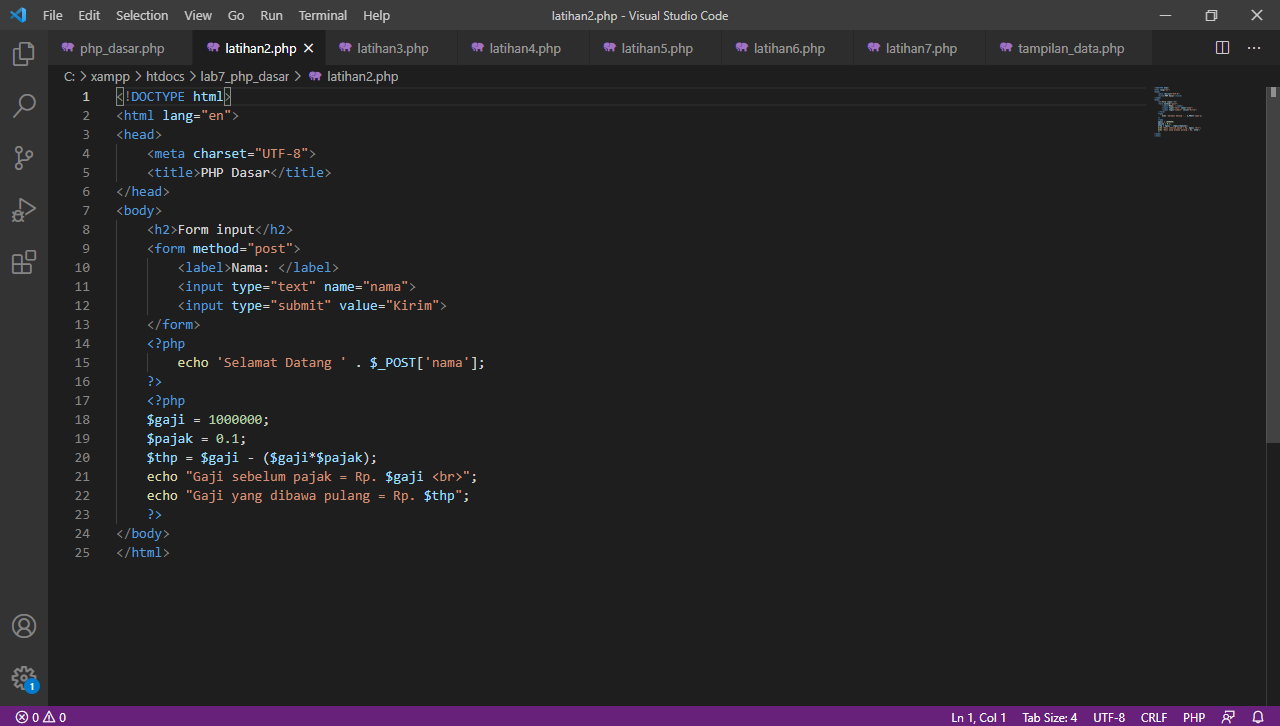 File Edit Selection View Go Run Terminal Help latihan2.php - Visual Studio Code
php_dasar.php latihan2.php latihan3.php latihan4.php latihan5.php latihan6.php latihan7.php tampilan_data.php
C: > xampp > htdocs > lab7_php_dasar > latihan2.php
1 <!DOCTYPE html>
2 <html lang="en">
3 <head>
4 <meta charset="UTF-8">
5 <title>PHP Dasar</title>
6 </head>
7 <body>
8 <h2>Form input</h2>
9 <form method="post">
10 <label>Nama: </label>
11 <input type="text" name="nama">
12 <input type="submit" value="Kirim">
13 </form>
14 <?php
15 echo 'Selamat Datang ' . $_POST['nama'];
16 ?>
17 <?php
18 $gaji = 1000000;
19 $pajak = 0.1;
20 $thp = $gaji - ($gaji*$pajak);
21 echo "Gaji sebelum pajak = Rp. $gaji <br>";
22 echo "Gaji yang dibawa pulang = Rp. $thp";
23 ?>
24 </body>
25 </html>
1
0 0 Ln 1, Col 1 Tab Size: 4 UTF-8 CRLF PHP